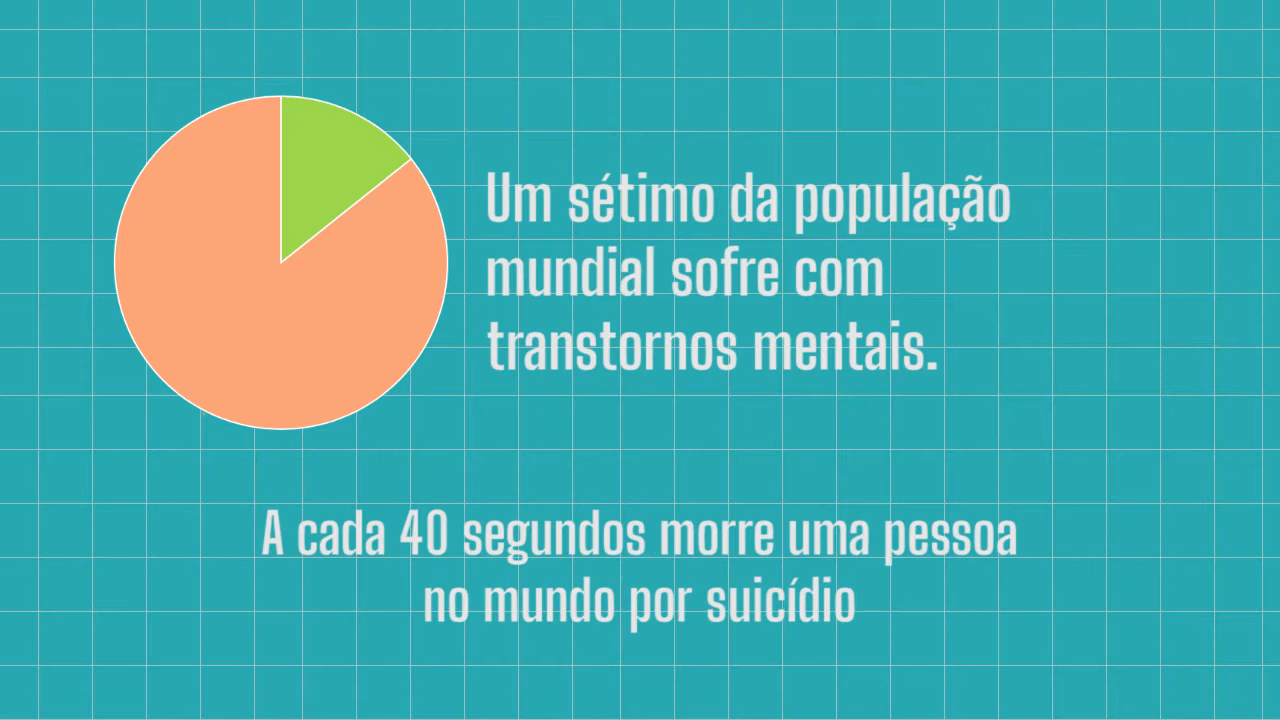 Um sétimo da população
mundial sofre com
transtornos mentais.
A cada 40 segundos morre uma pessoa
no mundo por suicídio